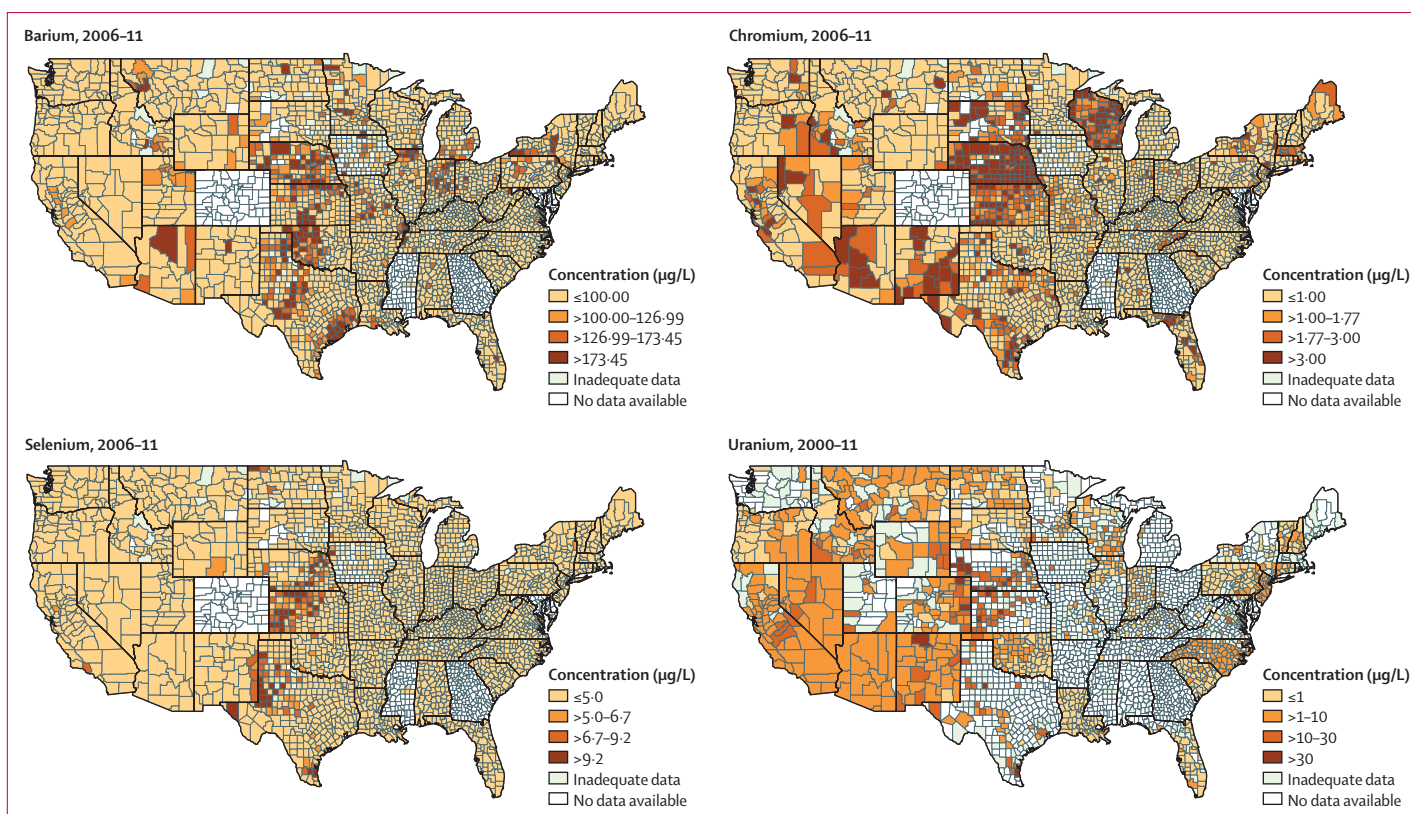 Barium, 2006–11
Concentration (µg/L)
≤100·00
>100·00–126·99
>126·99–173·45
>173·45
Inadequate data
No data available
Chromium, 2006–11
Concentration (µg/L)
≤1·00
>1·00–1·77
>1·77–3·00
>3·00
Inadequate data
No data available
Selenium, 2006–11
Concentration (µg/L)
≤5·0
>5·0–6·7
>6·7–9·2
>9·2
Inadequate data
No data available
Uranium, 2000–11
Concentration (µg/L)
≤1
>1–10
>10–30
>30
Inadequate data
No data available